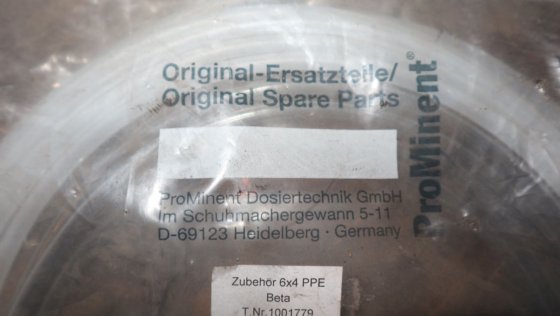 Original-Ersatzteile/
Original Spare Parts
ProMinent®
ProMinent Dosiertechnik GmbH
Im Schuhmachergewann 5-11
D-69123 Heidelberg · Germany
Zubehör 6x4 PPE
Beta
T.Nr.1001779